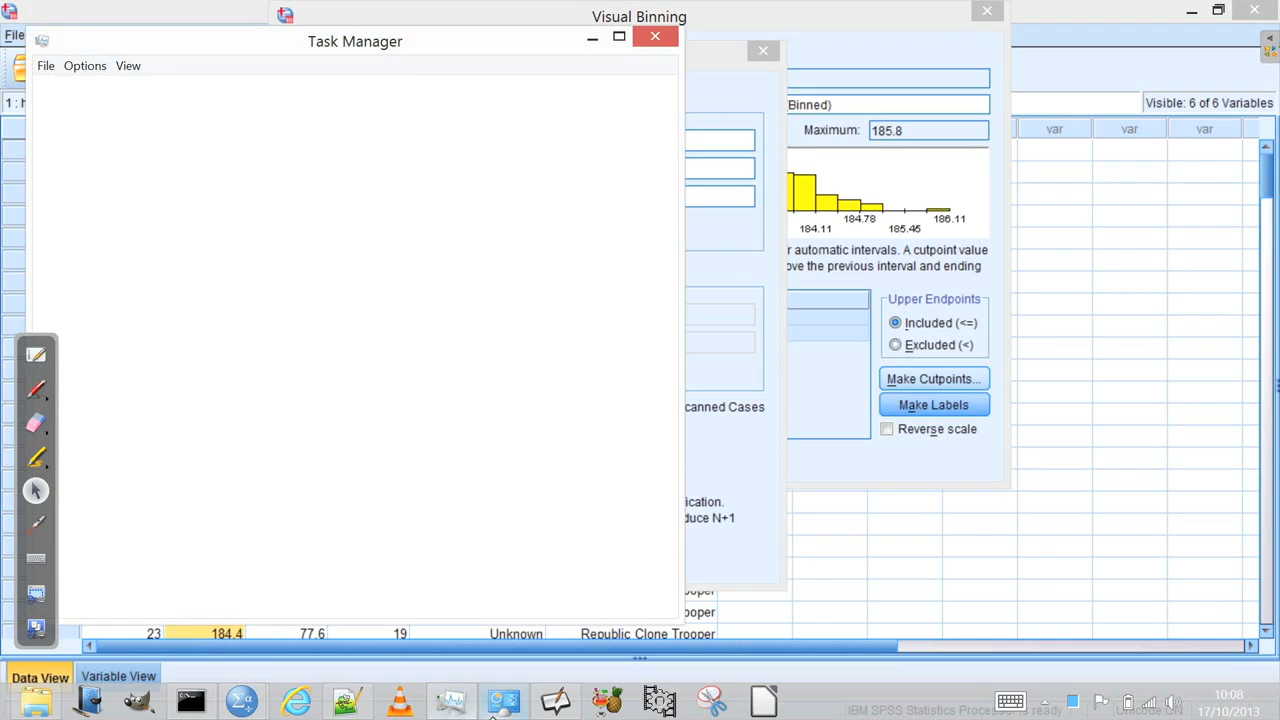 Visual Binning
Task Manager
File
File Options View
Binned)
Maximum: 185.8
Visible: 6 of 6 Variables
var var var
184.78 186.11
184.11 185.45
r automatic intervals. A cutpoint value
ove the previous interval and ending
Upper Endpoints
Included (<=)
Excluded (<)
Make Cutpoints...
Make Labels
Reverse scale
canned Cases
ication.
duce N+1
ooper
ooper
23 184.4 77.6 19 Unknown Republic Clone Trooper
Data View Variable View
IBM SPSS Statistics Processor is ready
Unicode:ON
10:08
17/10/2013